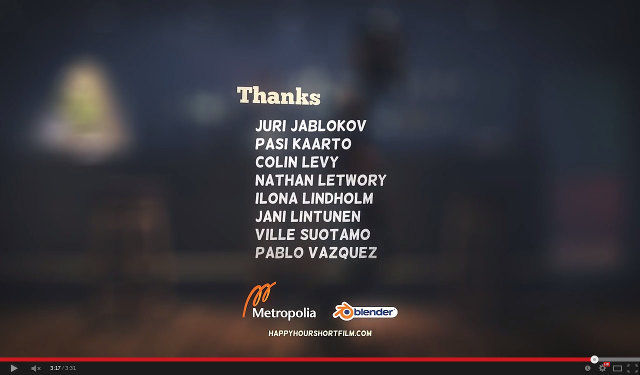 Thanks
JURI JABLOKOV
PASI KAARTO
COLIN LEVY
NATHAN LETWORY
ILONA LINDHOLM
JANI LINTUNEN
VILLE SUOTAMO
PABLO VAZQUEZ
Metropolia
blender
HAPPYHOURSHORTFILM.COM
3:17 / 3:31